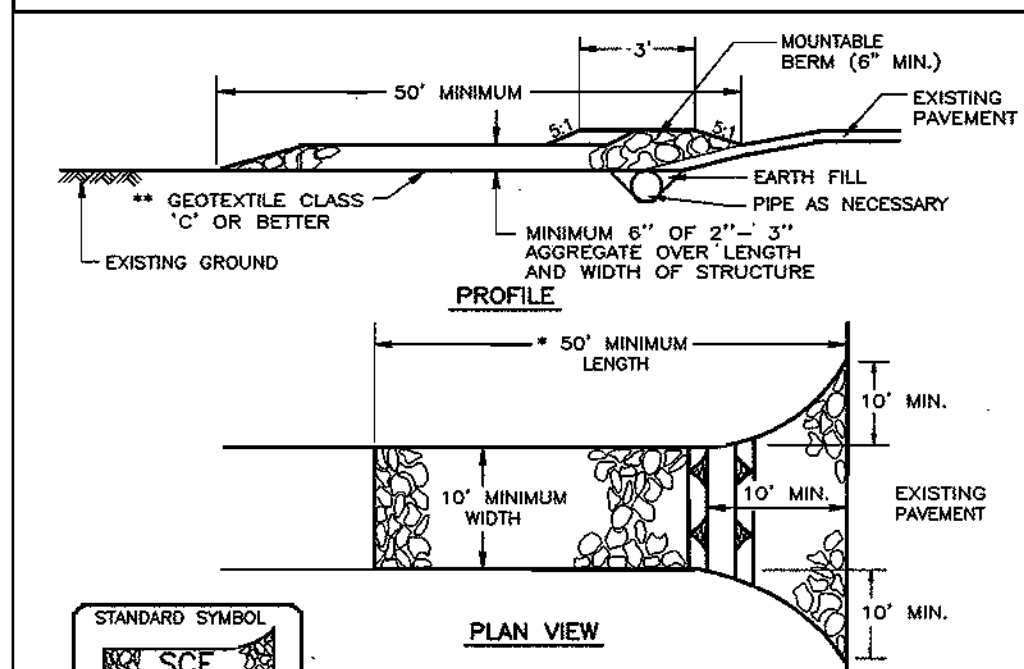 3'
MOUNTABLE
BERM (6" MIN.)
50' MINIMUM
EXISTING
PAVEMENT
5:1
5:1
** GEOTEXTILE CLASS
'C' OR BETTER
EARTH FILL
PIPE AS NECESSARY
EXISTING GROUND
MINIMUM 6" OF 2"- 3"
AGGREGATE OVER LENGTH
AND WIDTH OF STRUCTURE
PROFILE
* 50' MINIMUM
LENGTH
10' MIN.
10' MINIMUM
WIDTH
10' MIN.
EXISTING
PAVEMENT
10' MIN.
STANDARD SYMBOL
SCE
PLAN VIEW